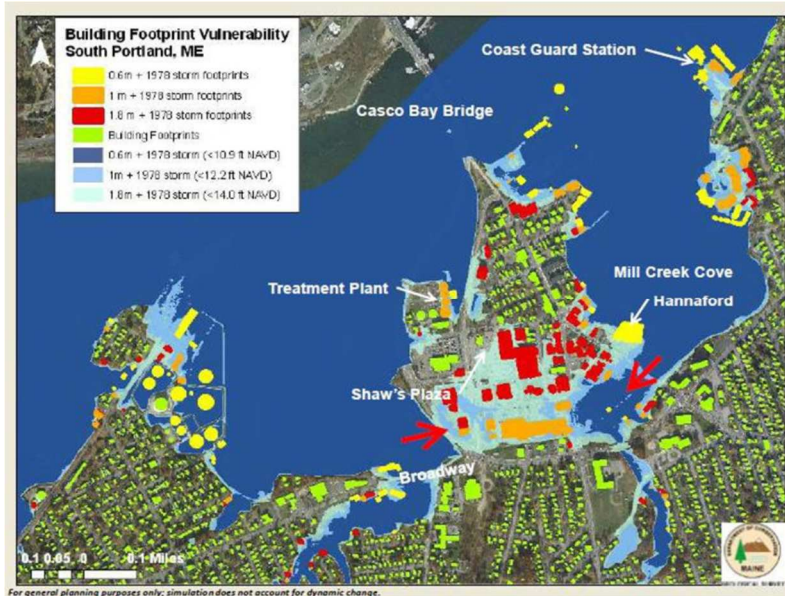 Building Footprint Vulnerability
South Portland, ME
0.6m + 1978 storm footprints
1m + 1978 storm footprints
1.8m + 1978 storm footprints
Building Footprints
0.6m + 1978 storm (<10.9 ft NAVD)
1m + 1978 storm (<12.2 ft NAVD)
1.8m + 1978 storm (<14.0 ft NAVD)
Coast Guard Station
Casco Bay Bridge
Mill Creek Cove
Treatment Plant
Hannaford
Shaw's Plaza
Broadway
0.1 0.05 0 0.1 Miles
MAINE
For general planning purposes only; simulation does not account for dynamic change.